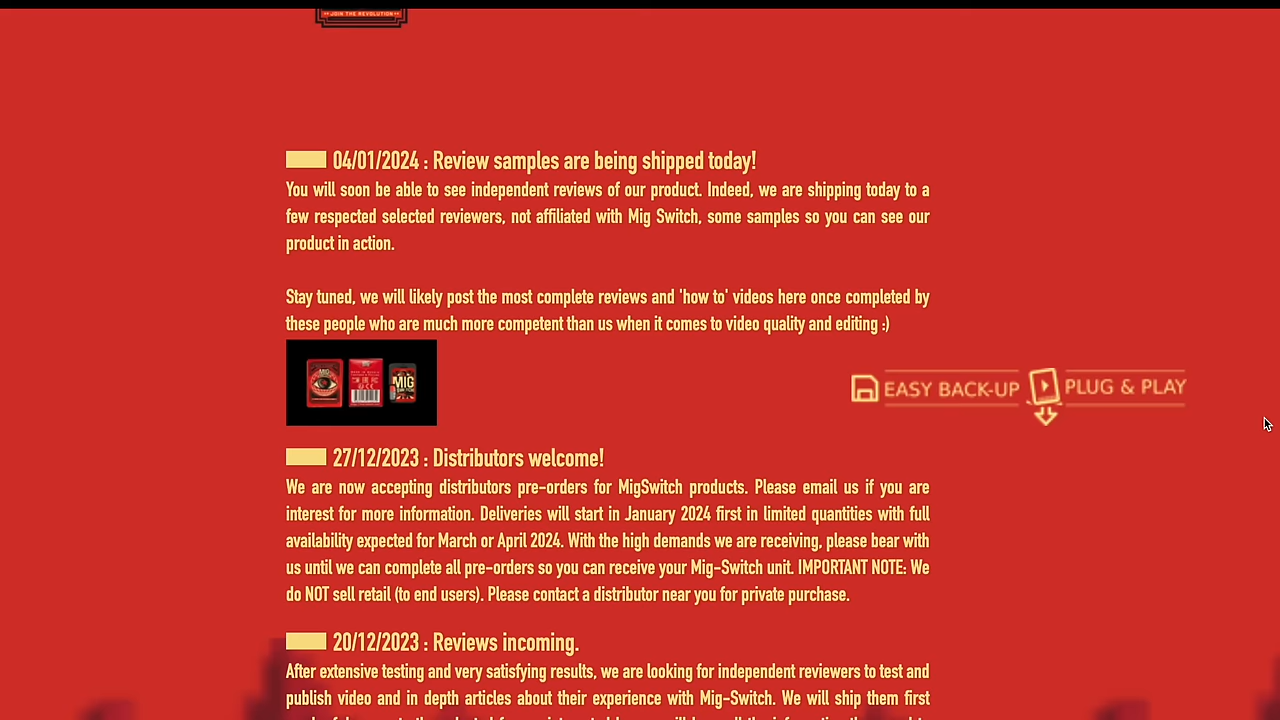 JOIN THE REVOLUTION
04/01/2024 : Review samples are being shipped today!
You will soon be able to see independent reviews of our product. Indeed, we are shipping today to a
few respected selected reviewers, not affiliated with Mig Switch, some samples so you can see our
product in action.
Stay tuned, we will likely post the most complete reviews and 'how to' videos here once completed by
these people who are much more competent than us when it comes to video quality and editing :)
MIG
EASY BACK-UP
PLUG & PLAY
27/12/2023 : Distributors welcome!
We are now accepting distributors pre-orders for MigSwitch products. Please email us if you are
interest for more information. Deliveries will start in January 2024 first in limited quantities with full
availability expected for March or April 2024. With the high demands we are receiving, please bear with
us until we can complete all pre-orders so you can receive your Mig-Switch unit. IMPORTANT NOTE: We
do NOT sell retail (to end users). Please contact a distributor near you for private purchase.
20/12/2023 : Reviews incoming.
After extensive testing and very satisfying results, we are looking for independent reviewers to test and
publish video and in depth articles about their experience with Mig-Switch. We will ship them first